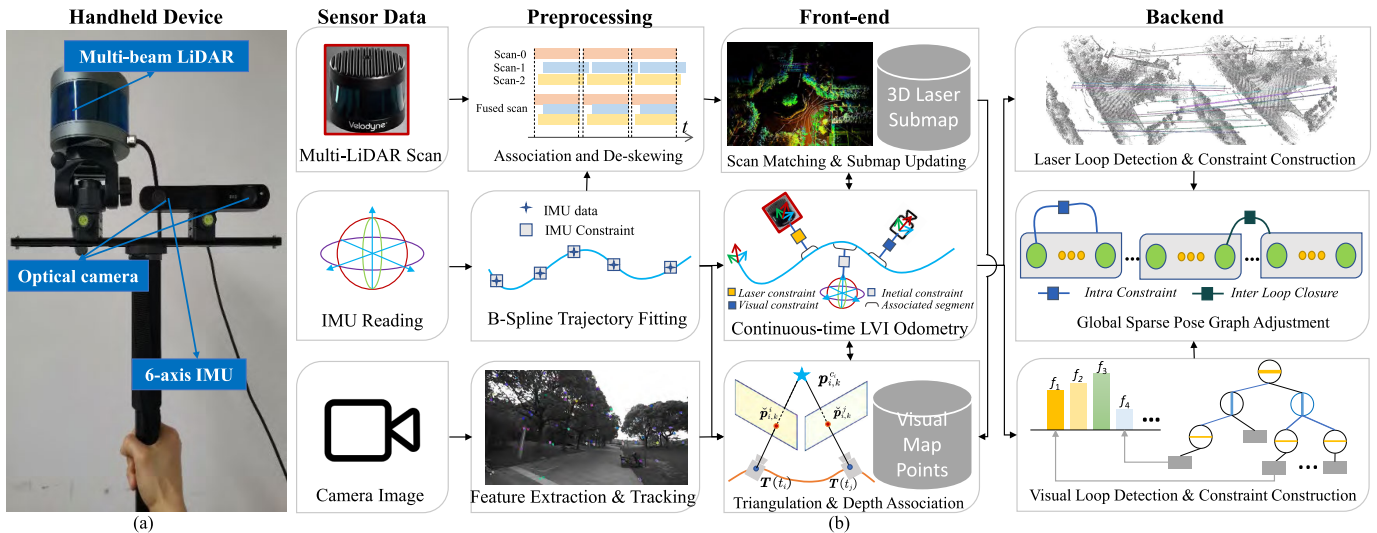 Handheld Device
Sensor Data
Preprocessing
Front-end
Backend
Multi-beam LiDAR
Optical camera
6-axis IMU
(a)
Velodyne
Multi-LiDAR Scan
IMU Reading
Camera Image
Scan-0
Scan-1
Scan-2
Fused scan
t
Association and De-skewing
IMU data
IMU Constraint
B-Spline Trajectory Fitting
Feature Extraction & Tracking
3D Laser
Submap
Scan Matching & Submap Updating
Laser constraint
Visual constraint
Inetial constraint
Associated segment
Continuous-time LVI Odometry
p_{i,k}^{c_i}
p̆_{i,k}^{i}
p̆_{i,k}^{j}
T(t_i)
T(t_j)
Visual
Map
Points
Triangulation & Depth Association
(b)
Laser Loop Detection & Constraint Construction
Intra Constraint
Inter Loop Closure
Global Sparse Pose Graph Adjustment
f₁
f₂
f₃
f₄
Visual Loop Detection & Constraint Construction